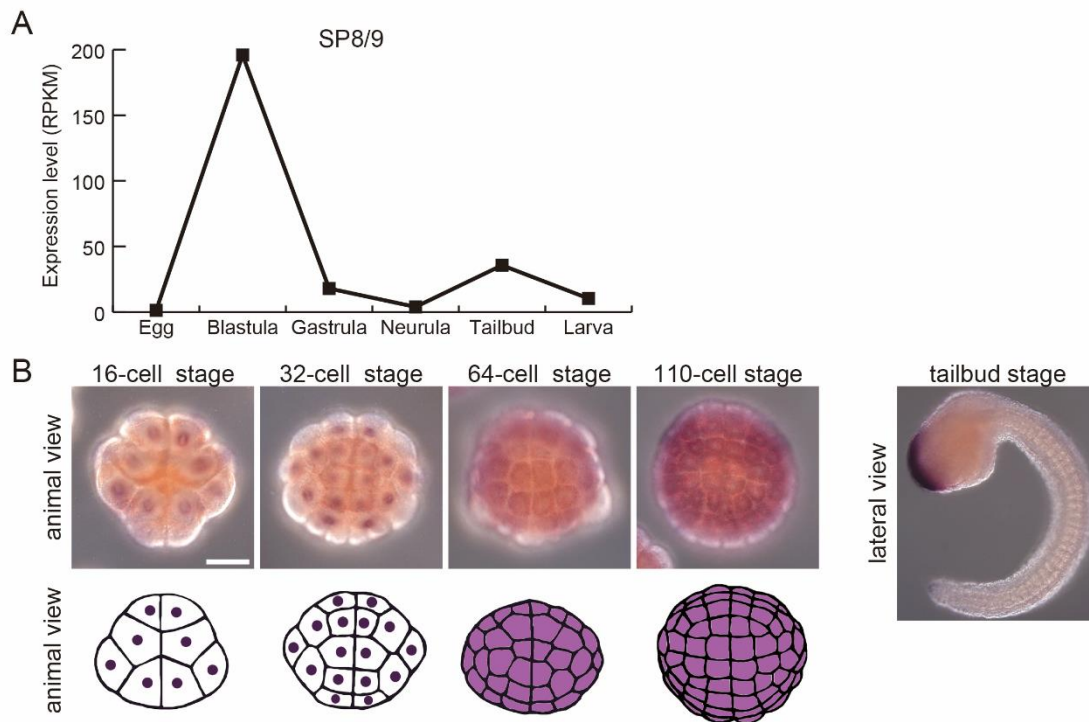 A
SP8/9
Expression level (RPKM)
200
150
100
50
0
Egg Blastula Gastrula Neurula Tailbud Larva
B
16-cell stage 32-cell stage 64-cell stage 110-cell stage tailbud stage
animal view
lateral view
animal view